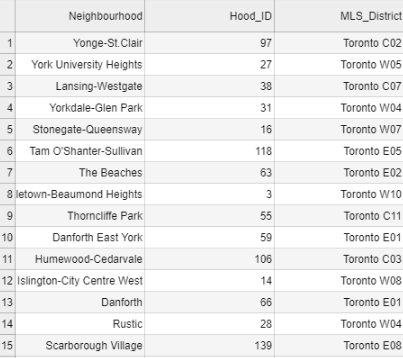 Neighbourhood Hood_ID MLS_District
1 Yonge-St.Clair 97 Toronto C02
2 York University Heights 27 Toronto W05
3 Lansing-Westgate 38 Toronto C07
4 Yorkdale-Glen Park 31 Toronto W04
5 Stonegate-Queensway 16 Toronto W07
6 Tam O'Shanter-Sullivan 118 Toronto E05
7 The Beaches 63 Toronto E02
8 letown-Beaumond Heights 3 Toronto W10
9 Thorncliffe Park 55 Toronto C11
10 Danforth East York 59 Toronto E01
11 Humewood-Cedarvale 106 Toronto C03
12 Islington-City Centre West 14 Toronto W08
13 Danforth 66 Toronto E01
14 Rustic 28 Toronto W04
15 Scarborough Village 139 Toronto E08